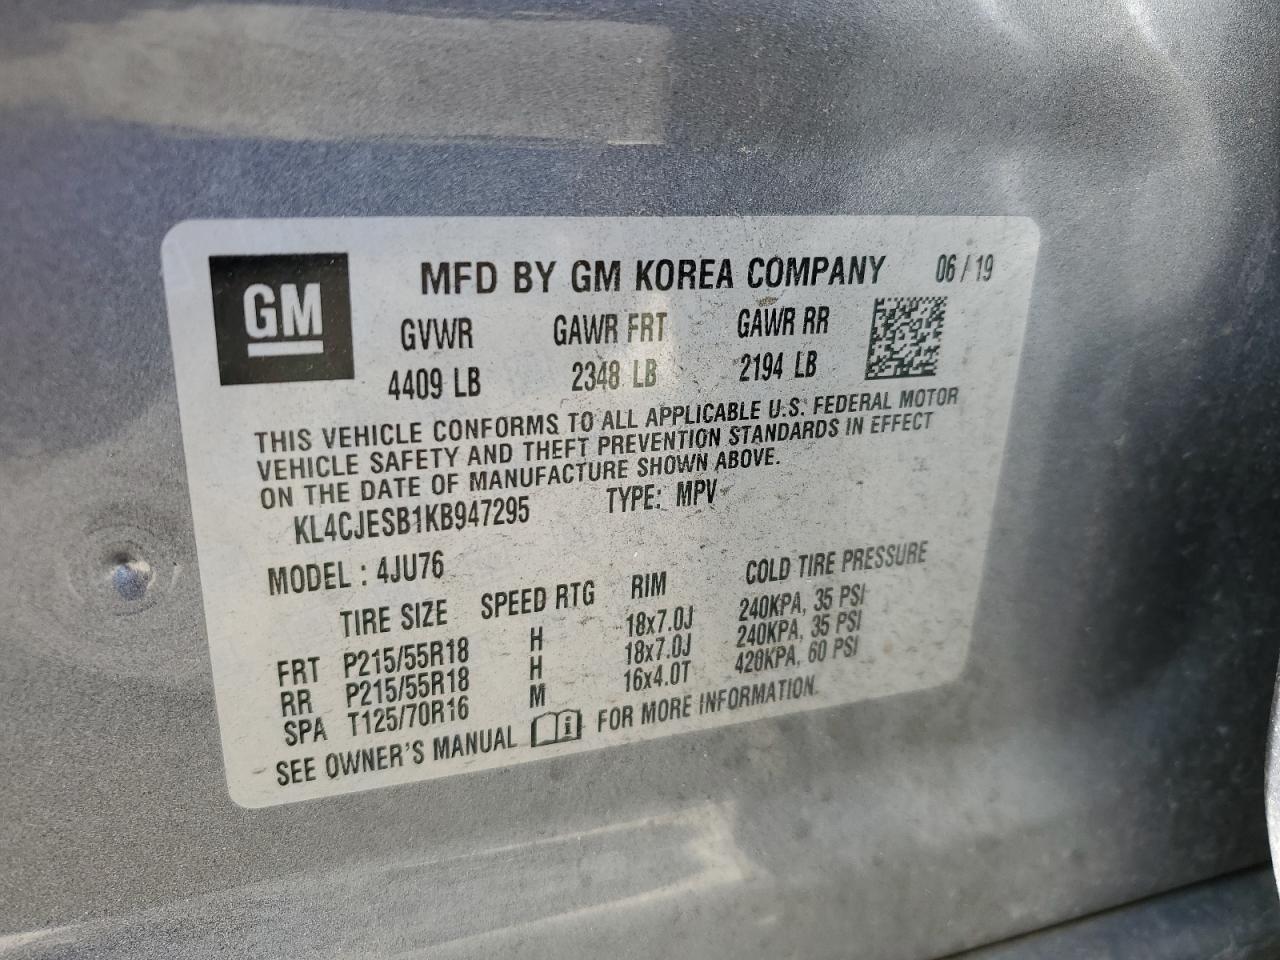 GM
MFD BY GM KOREA COMPANY 06 / 19
GVWR GAWR FRT GAWR RR
4409 LB 2348 LB 2194 LB
THIS VEHICLE CONFORMS TO ALL APPLICABLE U.S. FEDERAL MOTOR
VEHICLE SAFETY AND THEFT PREVENTION STANDARDS IN EFFECT
ON THE DATE OF MANUFACTURE SHOWN ABOVE.
KL4CJESB1KB947295 TYPE: MPV
MODEL : 4JU76
TIRE SIZE SPEED RTG RIM COLD TIRE PRESSURE
FRT P215/55R18 H 18x7.0J 240KPA, 35 PSI
RR P215/55R18 H 18x7.0J 240KPA, 35 PSI
SPA T125/70R16 M 16x4.0T 420KPA, 60 PSI
SEE OWNER'S MANUAL FOR MORE INFORMATION.